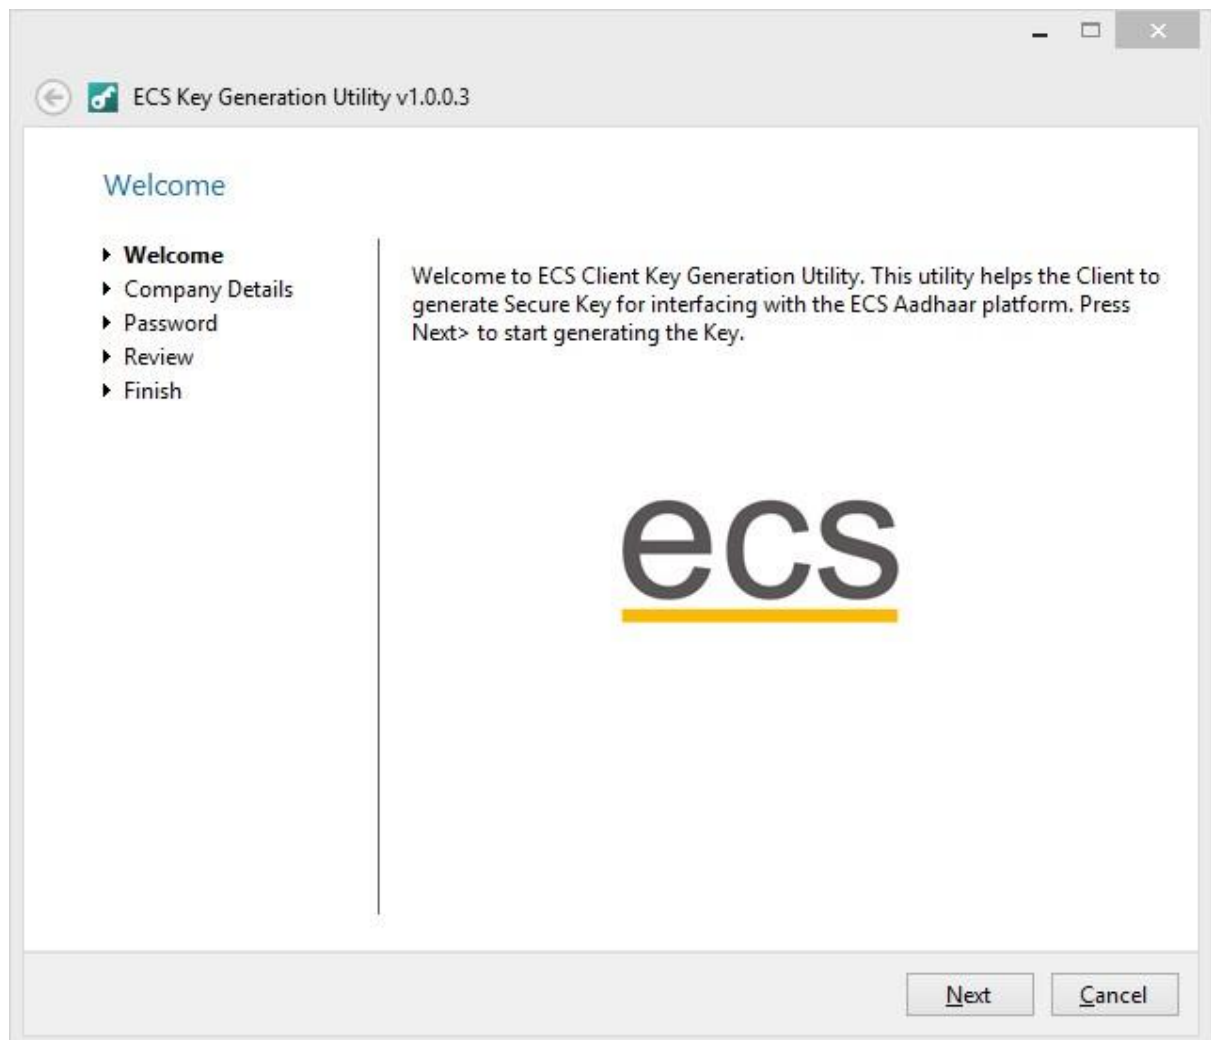 ECS Key Generation Utility v1.0.0.3
Welcome
Welcome
Company Details
Password
Review
Finish
Welcome to ECS Client Key Generation Utility. This utility helps the Client to
generate Secure Key for interfacing with the ECS Aadhaar platform. Press
Next> to start generating the Key.
ecs
Next
Cancel